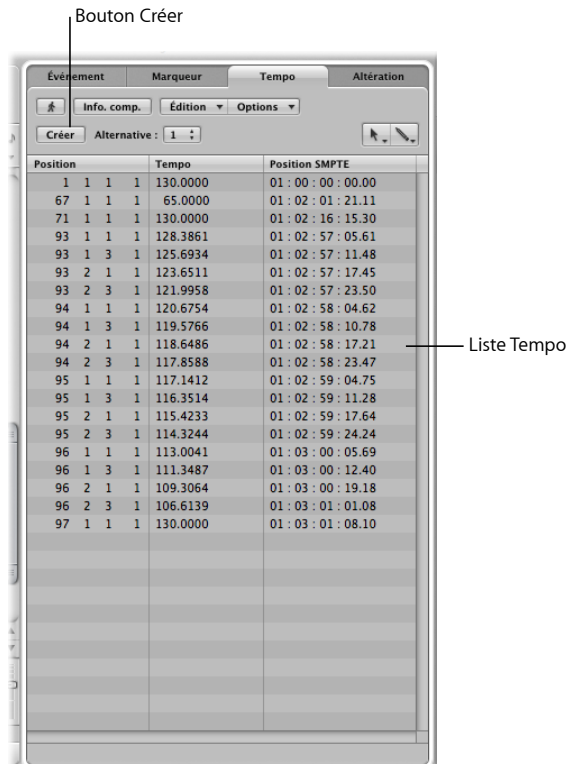 Bouton Créer
Événement Marqueur Tempo Altération
Info. comp. Édition Options
Créer Alternative : 1
Position Tempo Position SMPTE
1 1 1 1 130.0000 01 : 00 : 00 : 00.00
67 1 1 1 65.0000 01 : 02 : 01 : 21.11
71 1 1 1 130.0000 01 : 02 : 16 : 15.30
93 1 1 1 128.3861 01 : 02 : 57 : 05.61
93 1 3 1 125.6934 01 : 02 : 57 : 11.48
93 2 1 1 123.6511 01 : 02 : 57 : 17.45
93 2 3 1 121.9958 01 : 02 : 57 : 23.50
94 1 1 1 120.6754 01 : 02 : 58 : 04.62
94 1 3 1 119.5766 01 : 02 : 58 : 10.78
94 2 1 1 118.6486 01 : 02 : 58 : 17.21
Liste Tempo
94 2 3 1 117.8588 01 : 02 : 58 : 23.47
95 1 1 1 117.1412 01 : 02 : 59 : 04.75
95 1 3 1 116.3514 01 : 02 : 59 : 11.28
95 2 1 1 115.4233 01 : 02 : 59 : 17.64
95 2 3 1 114.3244 01 : 02 : 59 : 24.24
96 1 1 1 113.0041 01 : 03 : 00 : 05.69
96 1 3 1 111.3487 01 : 03 : 00 : 12.40
96 2 1 1 109.3064 01 : 03 : 00 : 19.18
96 2 3 1 106.6139 01 : 03 : 01 : 01.08
97 1 1 1 130.0000 01 : 03 : 01 : 08.10